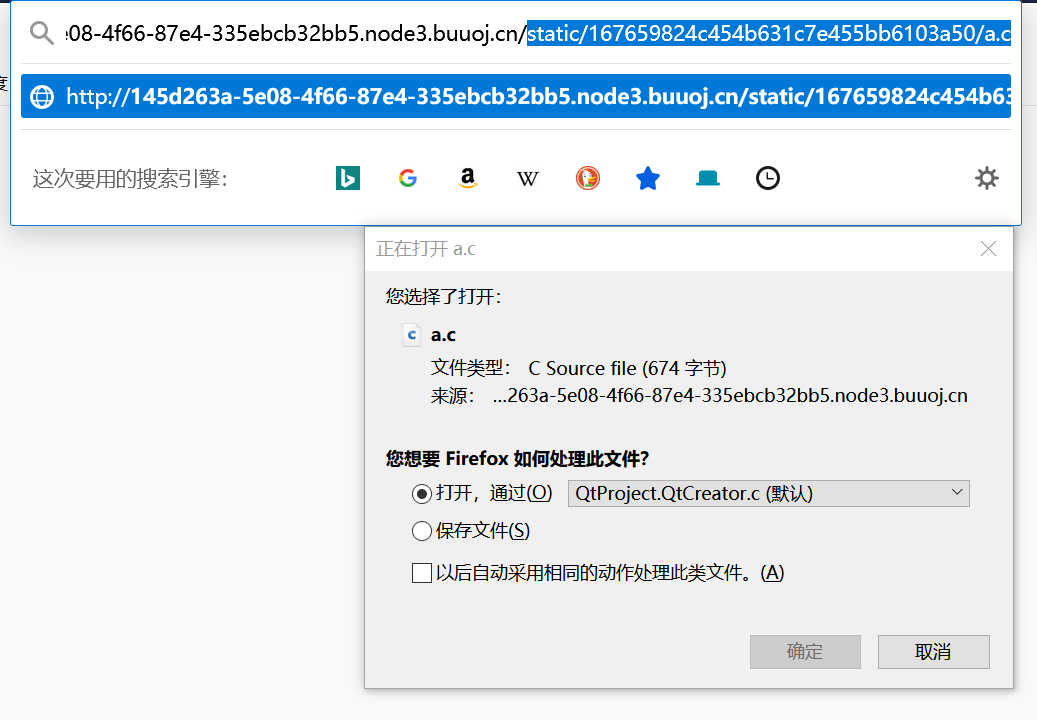 e08-4f66-87e4-335ebcb32bb5.node3.buuoj.cn/static/167659824c454b631c7e455bb6103a50/a.c
http://145d263a-5e08-4f66-87e4-335ebcb32bb5.node3.buuoj.cn/static/167659824c454b63
度
这次要用的搜索引擎:
正在打开 a.c
您选择了打开:
a.c
文件类型: C Source file (674 字节)
来源: ...263a-5e08-4f66-87e4-335ebcb32bb5.node3.buuoj.cn
您想要 Firefox 如何处理此文件?
打开，通过(O) QtProject.QtCreator.c (默认)
保存文件(S)
以后自动采用相同的动作处理此类文件。(A)
确定 取消